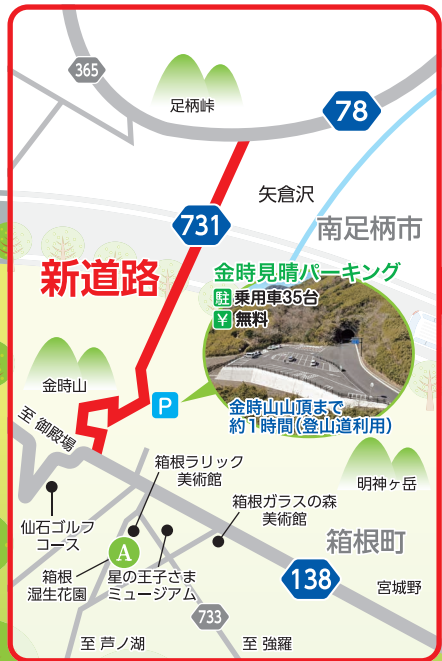 365
足柄峠
78
矢倉沢
731
南足柄市
新道路
金時見晴パーキング
駐 乗用車35台
¥ 無料
金時山
P
金時山山頂まで
約1時間(登山道利用)
至 御殿場
箱根ラリック
美術館
明神ヶ岳
仙石ゴルフ
コース
箱根ガラスの森
美術館
箱根町
A
箱根
湿生花園
星の王子さま
ミュージアム
138
宮城野
733
至 芦ノ湖
至 強羅